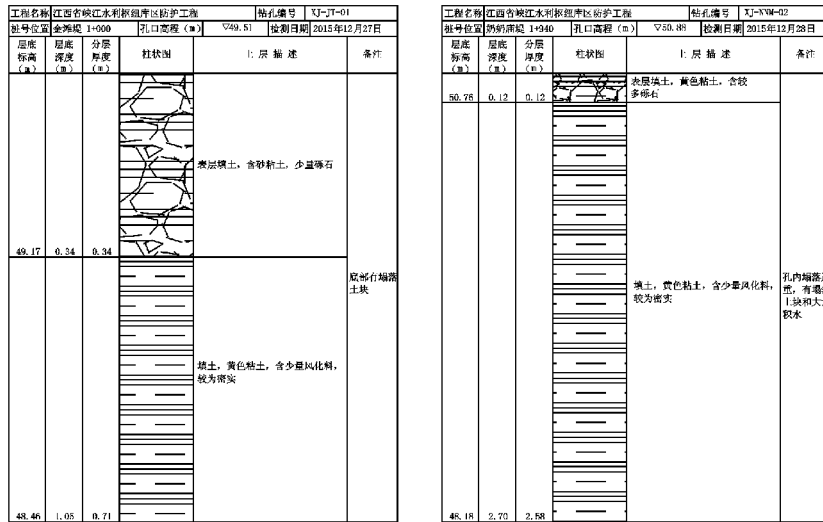 工程名称 江西省峡江水利枢纽库区防护工程 钻孔编号 XJ-JT-01
桩号位置 金滩堤 1+000 孔口高程（m） ▽49.51 检测日期 2015年12月27日
层底标高（m） 层底深度（m） 分层厚度（m） 柱状图 土 层 描 述 备注
表层填土，含砂粘土，少量砾石
49.17 0.34 0.34
底部有塌落
土块
填土，黄色粘土，含少量风化料，
较为密实
48.46 1.05 0.71
工程名称 江西省峡江水利枢纽库区防护工程 钻孔编号 XJ-NNM-02
桩号位置 奶奶庙堤 1+940 孔口高程（m） ▽50.88 检测日期 2015年12月28日
层底标高（m） 层底深度（m） 分层厚度（m） 柱状图 土 层 描 述 备注
表层填土，黄色粘土，含较
多砾石
50.76 0.12 0.12
填土，黄色粘土，含少量风化料，
较为密实
孔内塌落
重，有塌
土块和大
积水
48.18 2.70 2.58